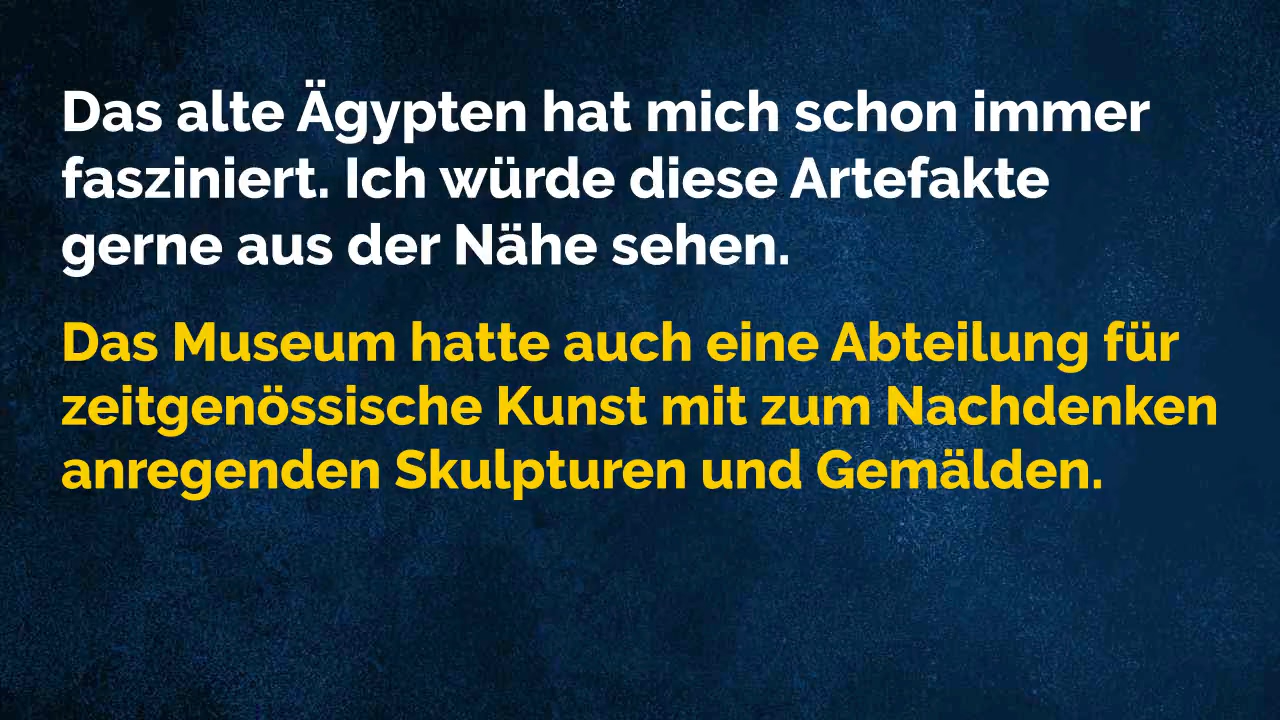 Das alte Ägypten hat mich schon immer
fasziniert. Ich würde diese Artefakte
gerne aus der Nähe sehen.
Das Museum hatte auch eine Abteilung für
zeitgenössische Kunst mit zum Nachdenken
anregenden Skulpturen und Gemälden.